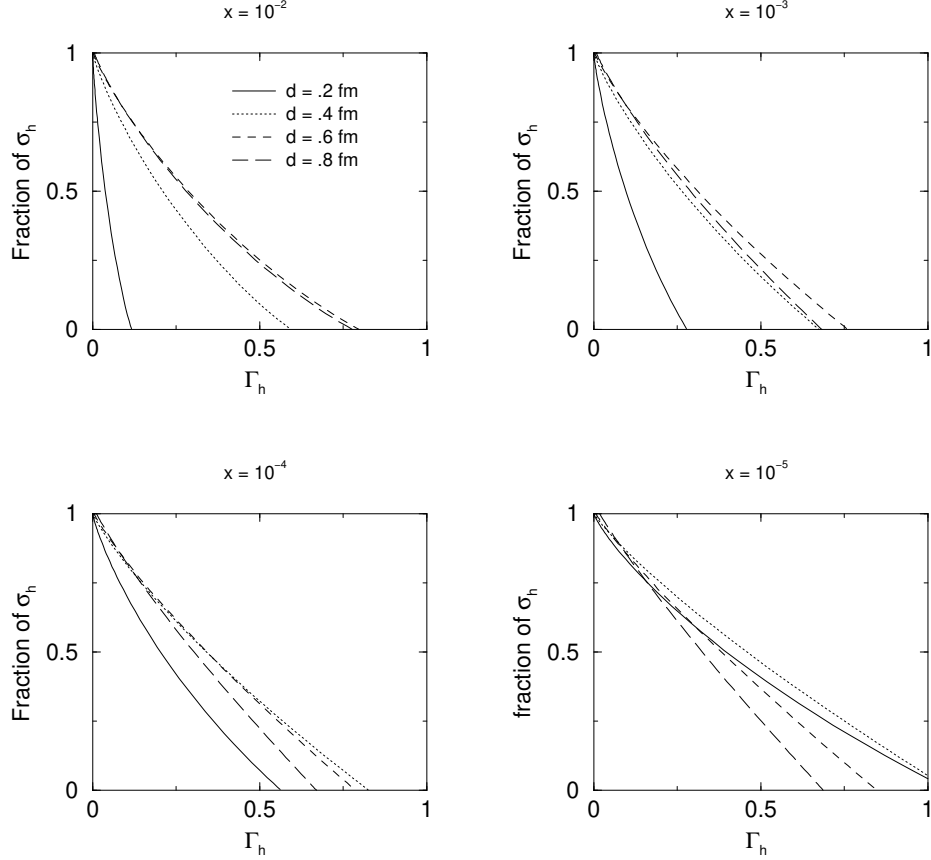 x = 10⁻²
1
0.5
0
Fraction of σₕ
d = .2 fm
d = .4 fm
d = .6 fm
d = .8 fm
0
0.5
1
Γₕ
x = 10⁻³
1
0.5
0
Fraction of σₕ
0
0.5
1
Γₕ
x = 10⁻⁴
1
0.5
0
Fraction of σₕ
0
0.5
1
Γₕ
x = 10⁻⁵
1
0.5
0
fraction of σₕ
0
0.5
1
Γₕ